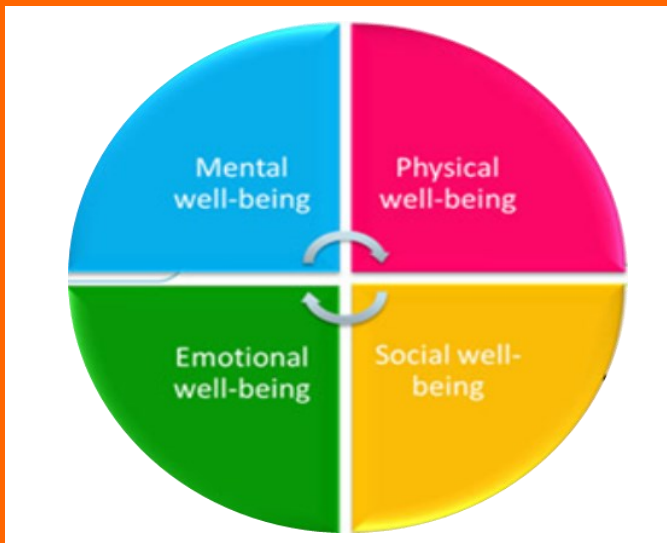 Mental
well-being
Physical
well-being
Emotional
well-being
Social well-
being